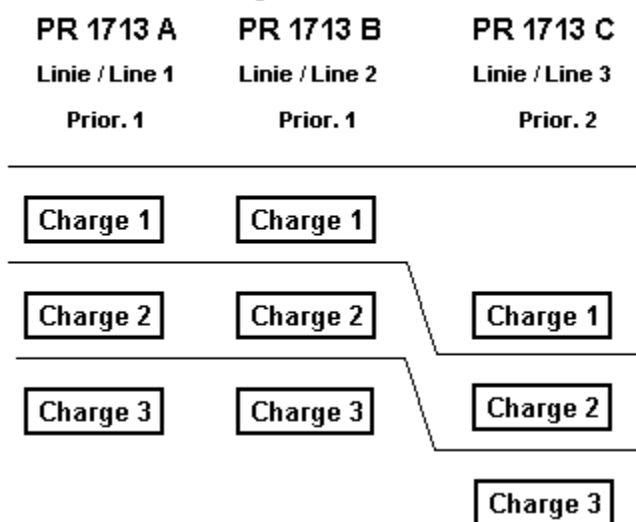 PR 1713 A PR 1713 B PR 1713 C
Linie / Line 1 Linie / Line 2 Linie / Line 3
Prior. 1 Prior. 1 Prior. 2
Charge 1 Charge 1
Charge 2 Charge 2 Charge 1
Charge 3 Charge 3 Charge 2
Charge 3